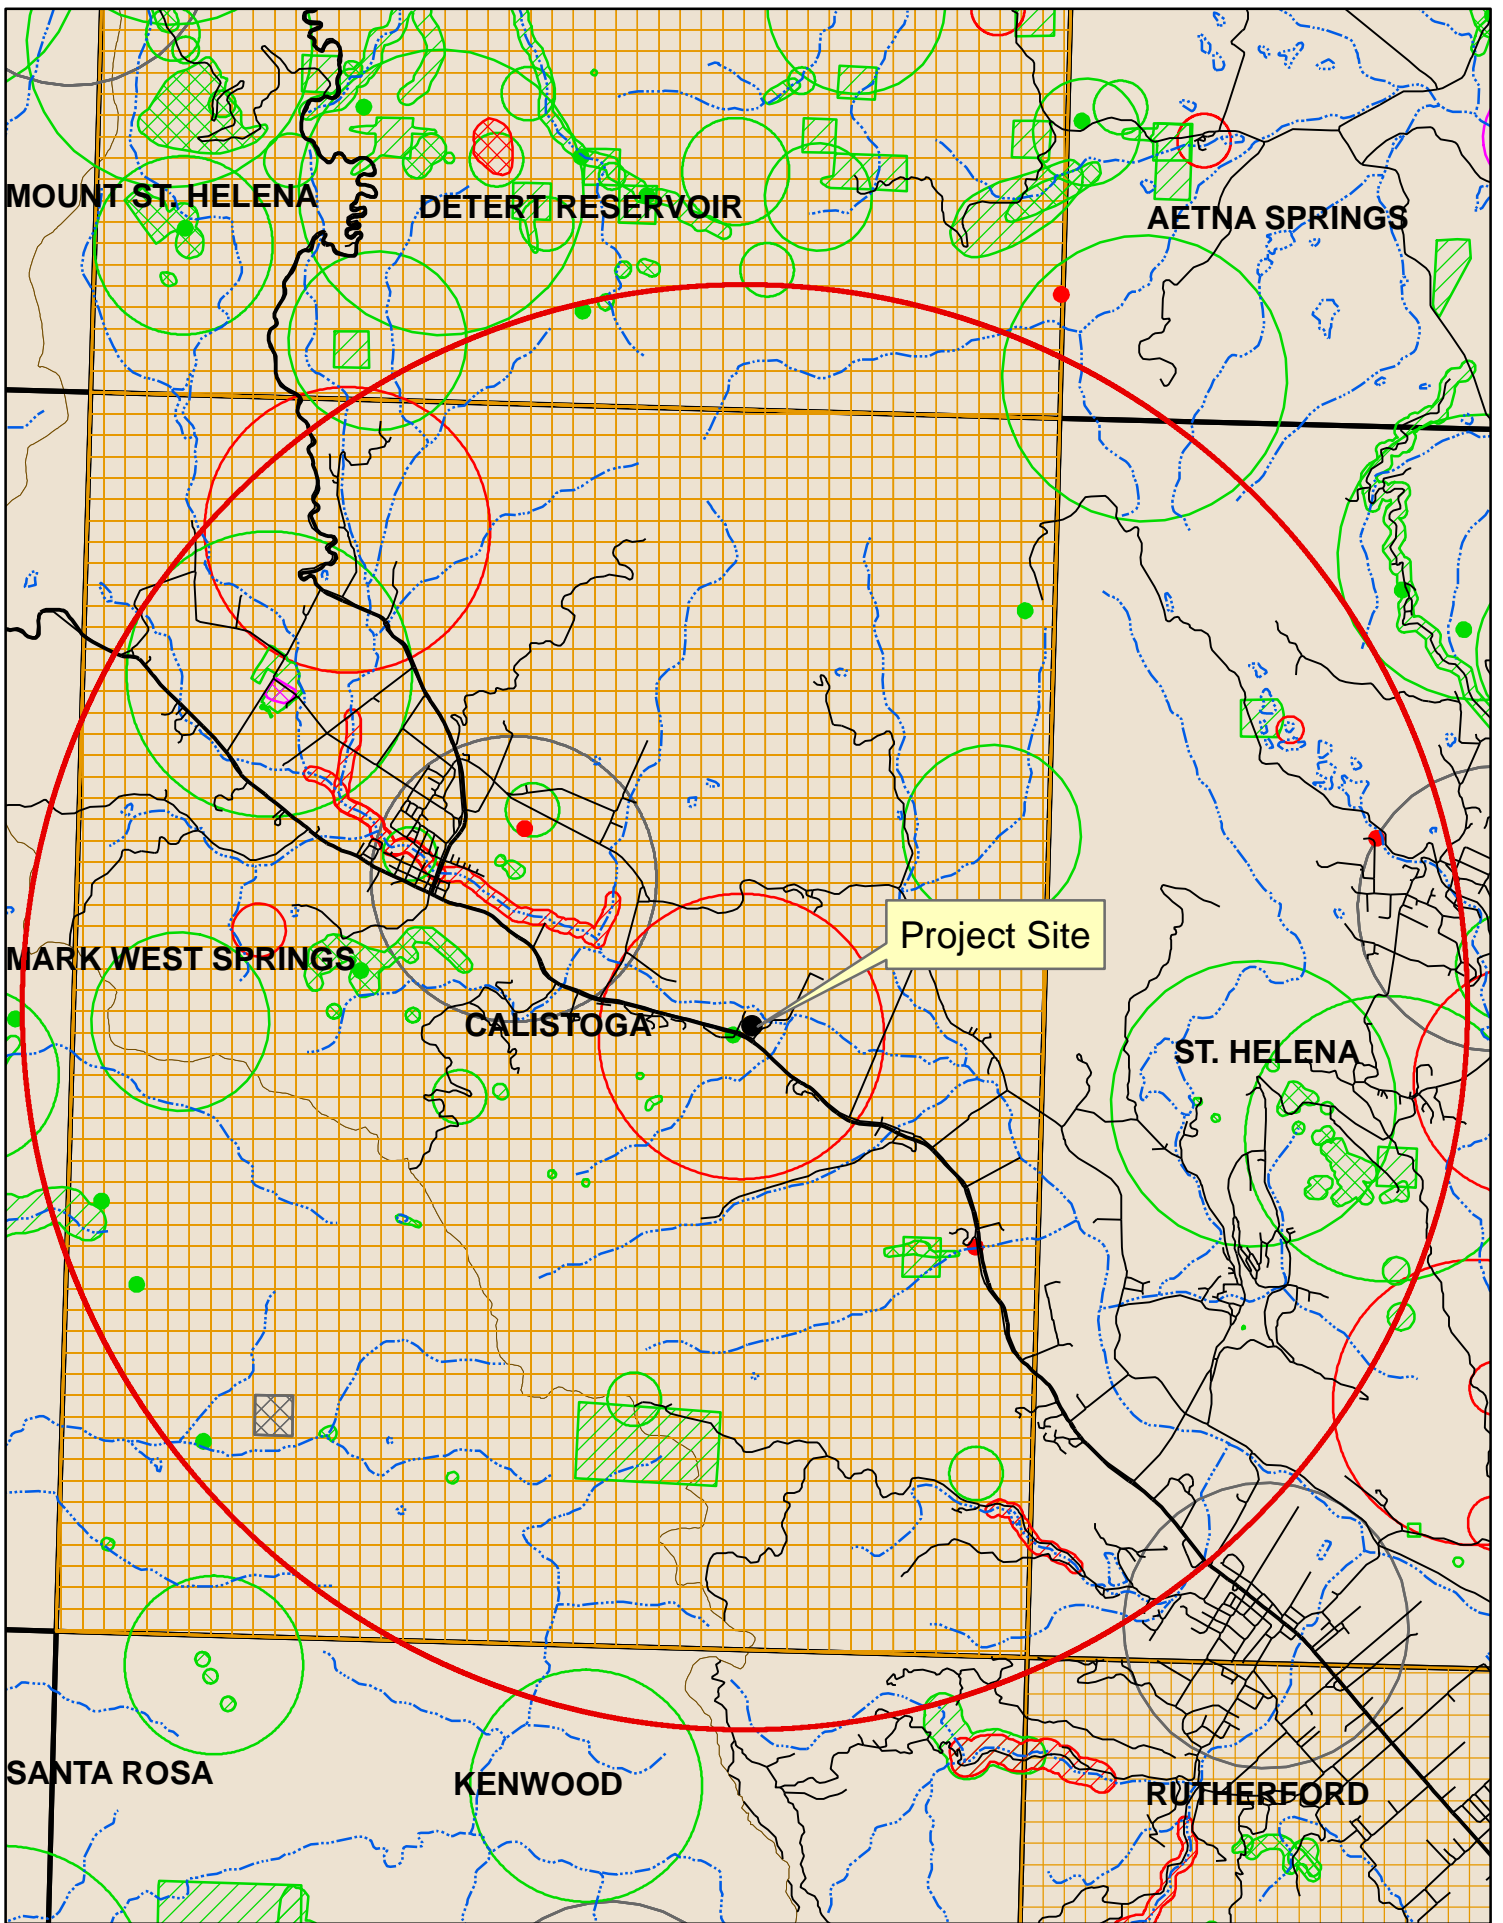 MOUNT ST. HELENA
DETERT RESERVOIR
AETNA SPRINGS
Project Site
MARK WEST SPRINGS
CALISTOGA
ST. HELENA
SANTA ROSA
KENWOOD
RUTHERFORD